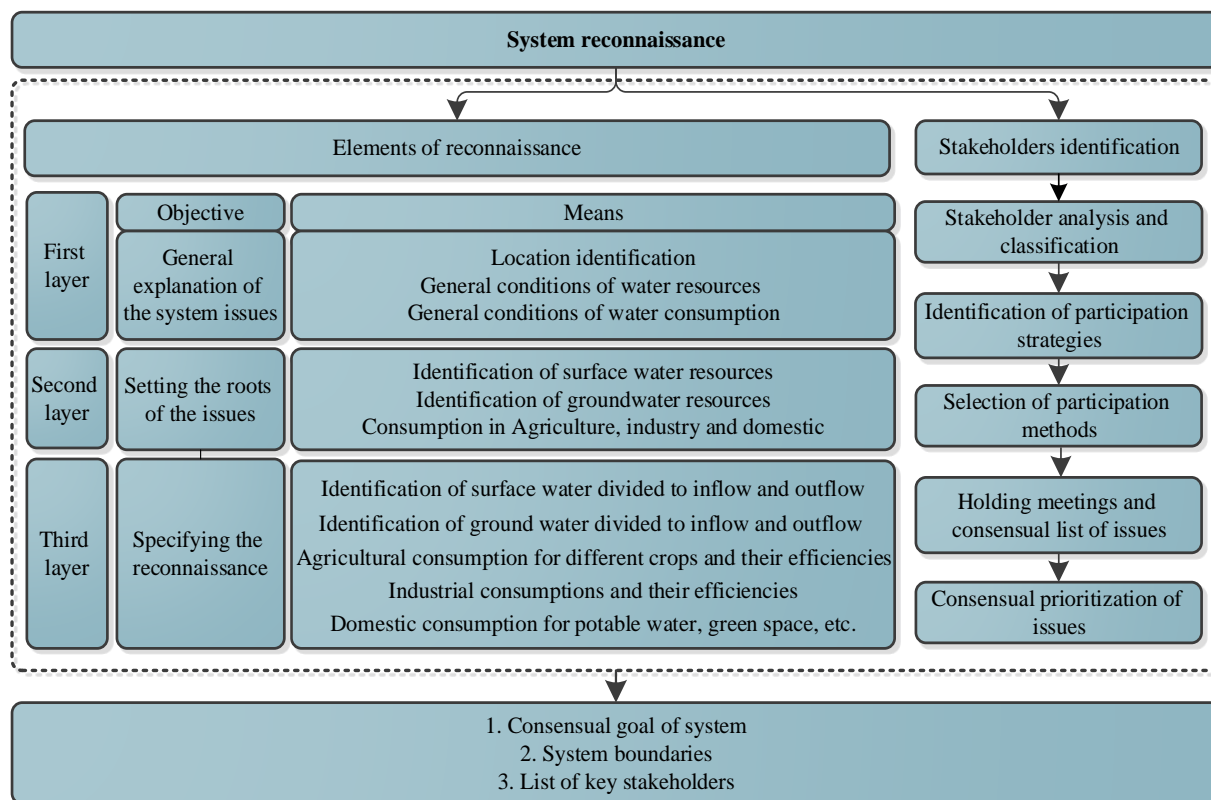 System reconnaissance
Elements of reconnaissance
First
layer
Objective
Means
General
explanation of
the system issues
Location identification
General conditions of water resources
General conditions of water consumption
Second
layer
Setting the roots
of the issues
Identification of surface water resources
Identification of groundwater resources
Consumption in Agriculture, industry and domestic
Third
layer
Specifying the
reconnaissance
Identification of surface water divided to inflow and outflow
Identification of ground water divided to inflow and outflow
Agricultural consumption for different crops and their efficiencies
Industrial consumptions and their efficiencies
Domestic consumption for potable water, green space, etc.
Stakeholders identification
Stakeholder analysis and
classification
Identification of participation
strategies
Selection of participation
methods
Holding meetings and
consensual list of issues
Consensual prioritization of
issues
1. Consensual goal of system
2. System boundaries
3. List of key stakeholders